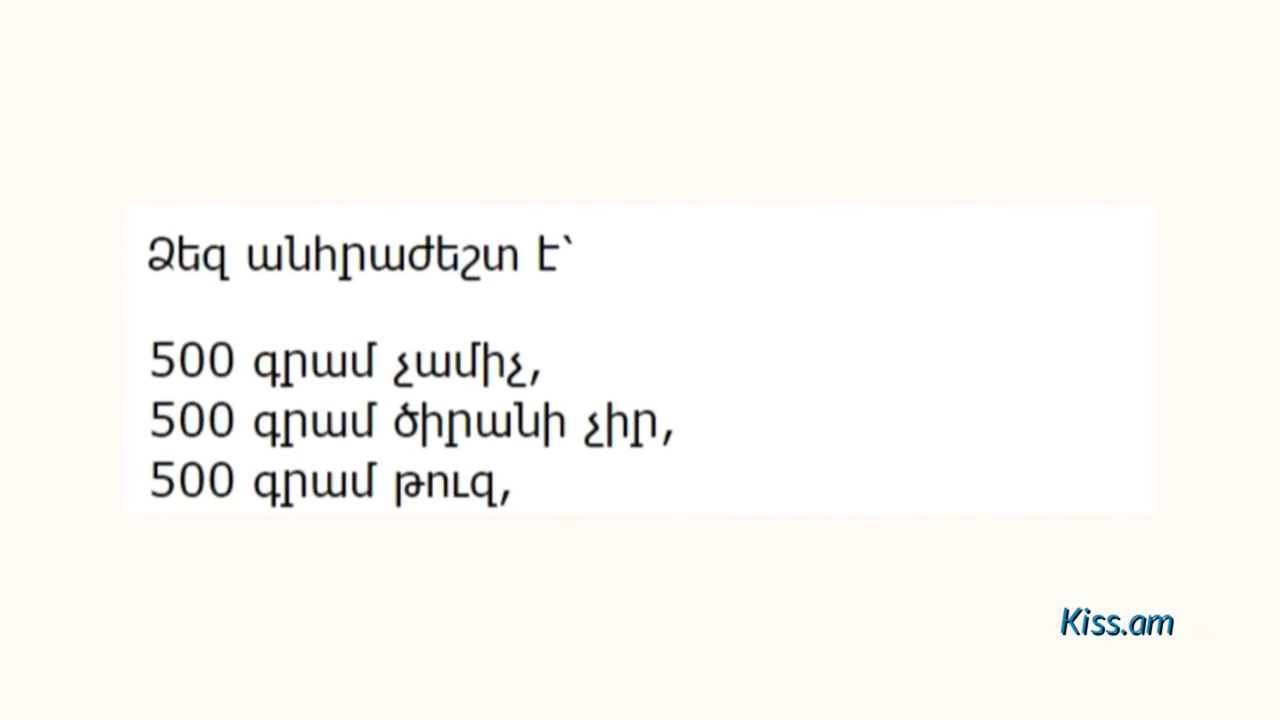 Ձեզ անհրաժեշտ է՝
500 գրամ չամիչ,
500 գրամ ծիրանի չիր,
500 գրամ թուզ,
Kiss.am